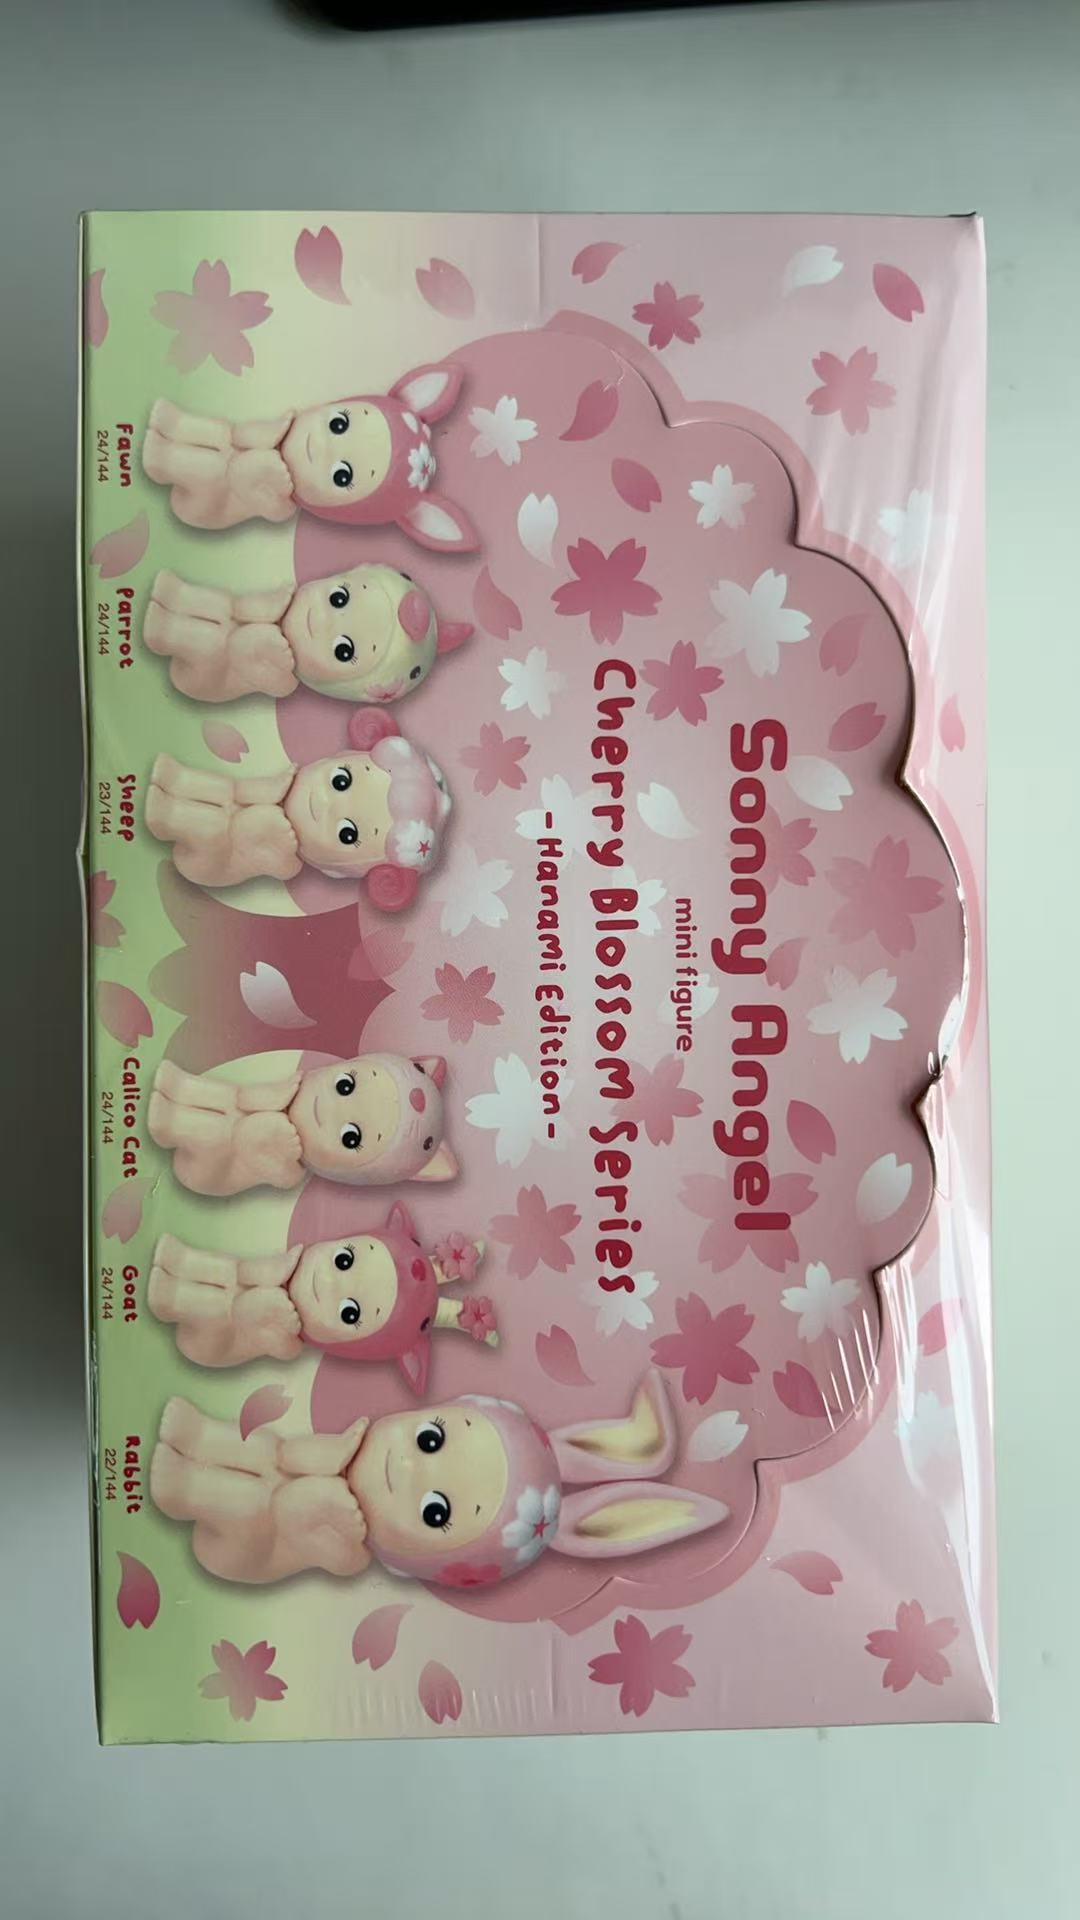 Sonny Angel
mini figure
Cherry Blossom Series
-Hanami Edition-
Fawn
24/144
Parrot
24/144
Sheep
23/144
Calico Cat
24/144
Goat
24/144
Rabbit
22/144